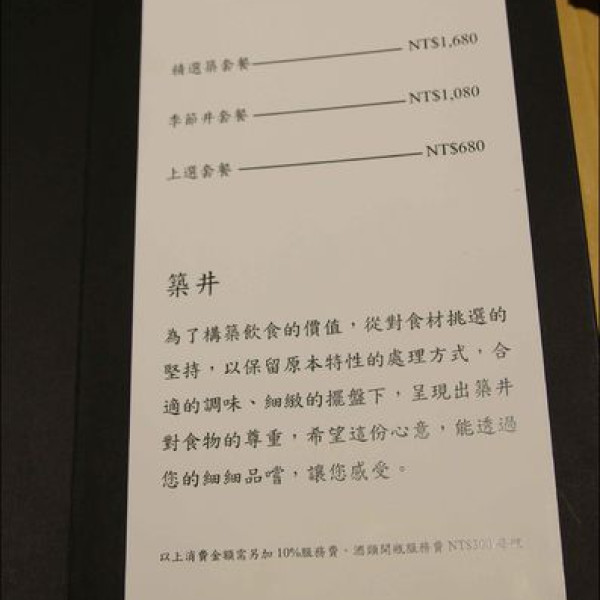 精選築套餐 NT$1,680
季節井套餐 NT$1,080
上選套餐 NT$680
築井
為了構築飲食的價值，從對食材挑選的
堅持，以保留原本特性的處理方式，合
適的調味、細緻的擺盤下，呈現出築井
對食物的尊重，希望這份心意，能透過
您的細細品嚐，讓您感受。
以上消費金額需另加 10%服務費、酒類開瓶服務費 NT$300